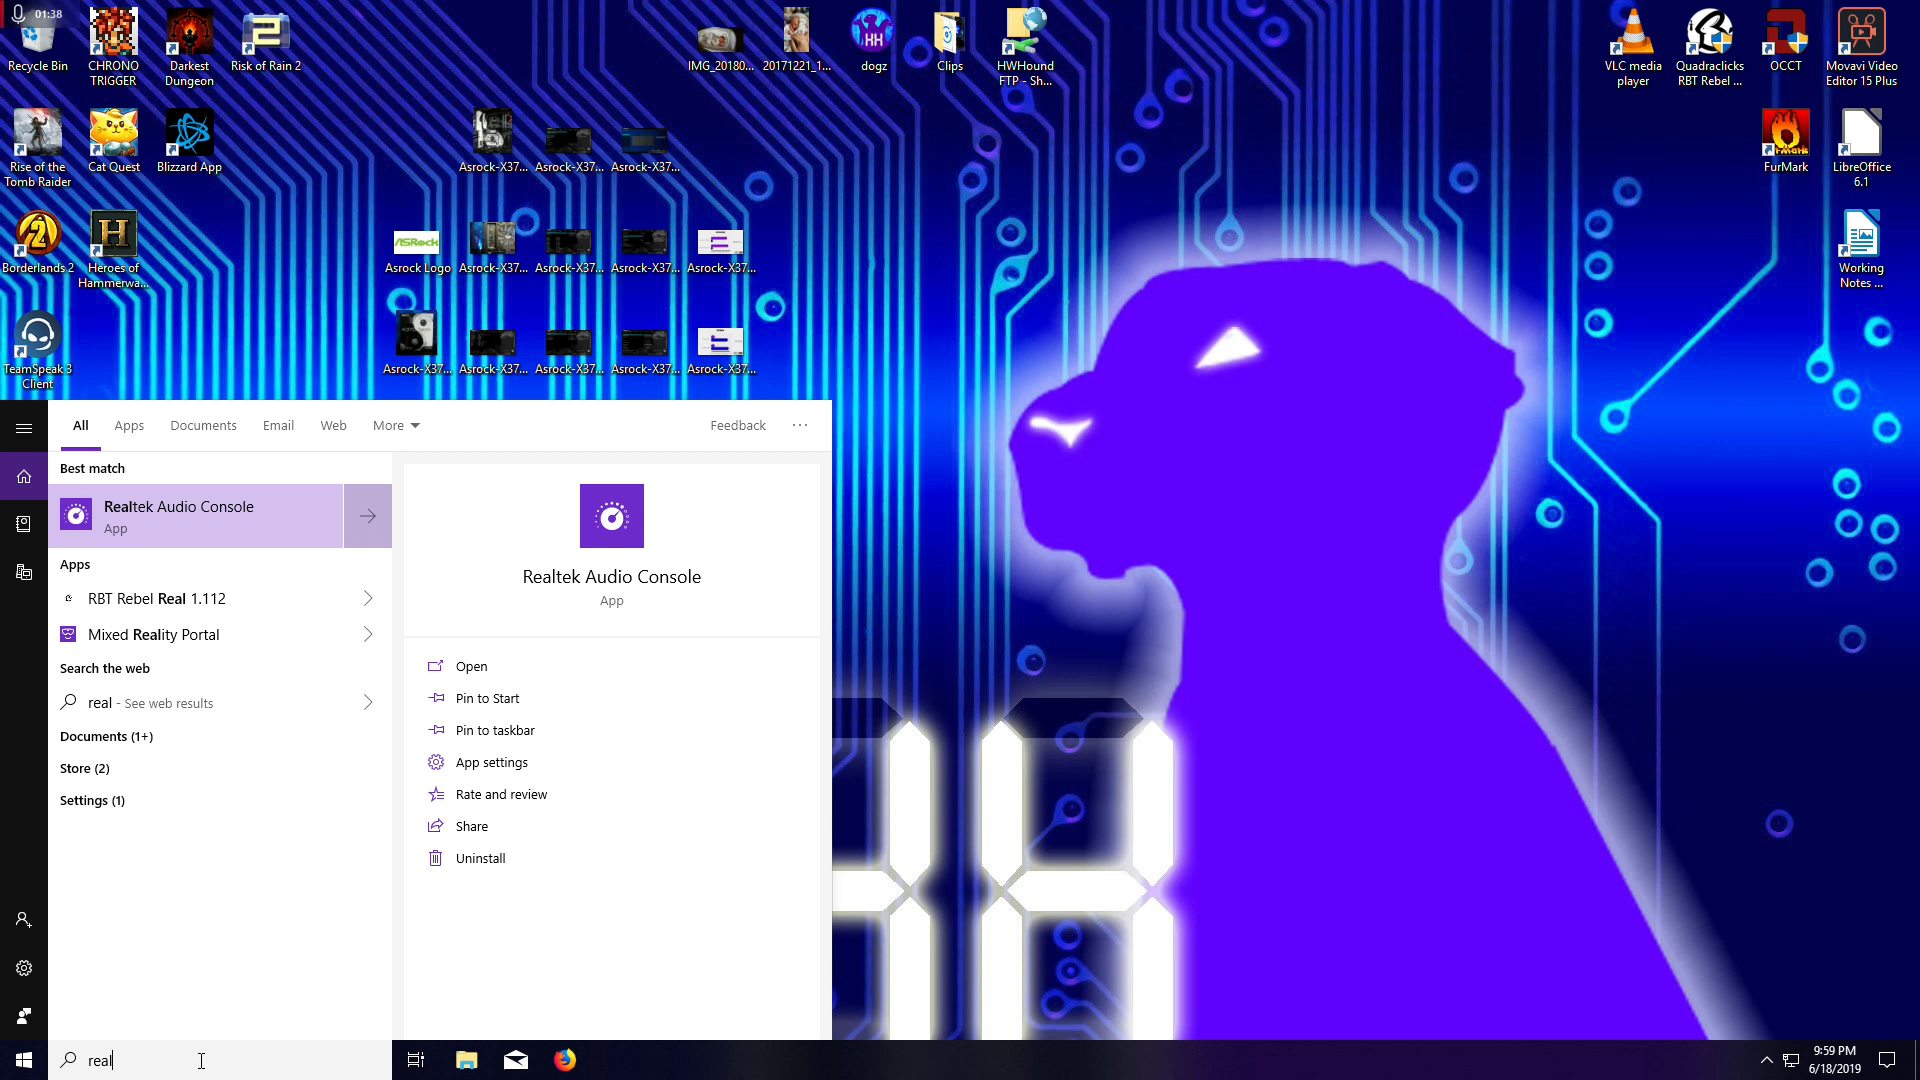 01:38
Recycle Bin
CHRONO
TRIGGER
Darkest
Dungeon
Risk of Rain 2
IMG_20180...
20171221_1...
dogz
Clips
HWHound
FTP - Sh...
VLC media
player
Quadraclicks
RBT Rebel ...
OCCT
Movavi Video
Editor 15 Plus
Rise of the
Tomb Raider
Cat Quest
Blizzard App
Asrock-X37...
Asrock-X37...
Asrock-X37...
FurMark
LibreOffice
6.1
Borderlands 2
Heroes of
Hammerwa...
ASRock
Asrock Logo
Asrock-X37...
Asrock-X37...
Asrock-X37...
Asrock-X37...
Working
Notes ...
TeamSpeak 3
Client
Asrock-X37...
Asrock-X37...
Asrock-X37...
Asrock-X37...
Asrock-X37...
All
Apps
Documents
Email
Web
More
Feedback
Best match
Realtek Audio Console
App
Apps
RBT Rebel Real 1.112
Mixed Reality Portal
Search the web
real - See web results
Documents (1+)
Store (2)
Settings (1)
Realtek Audio Console
App
Open
Pin to Start
Pin to taskbar
App settings
Rate and review
Share
Uninstall
real
9:59 PM
6/18/2019